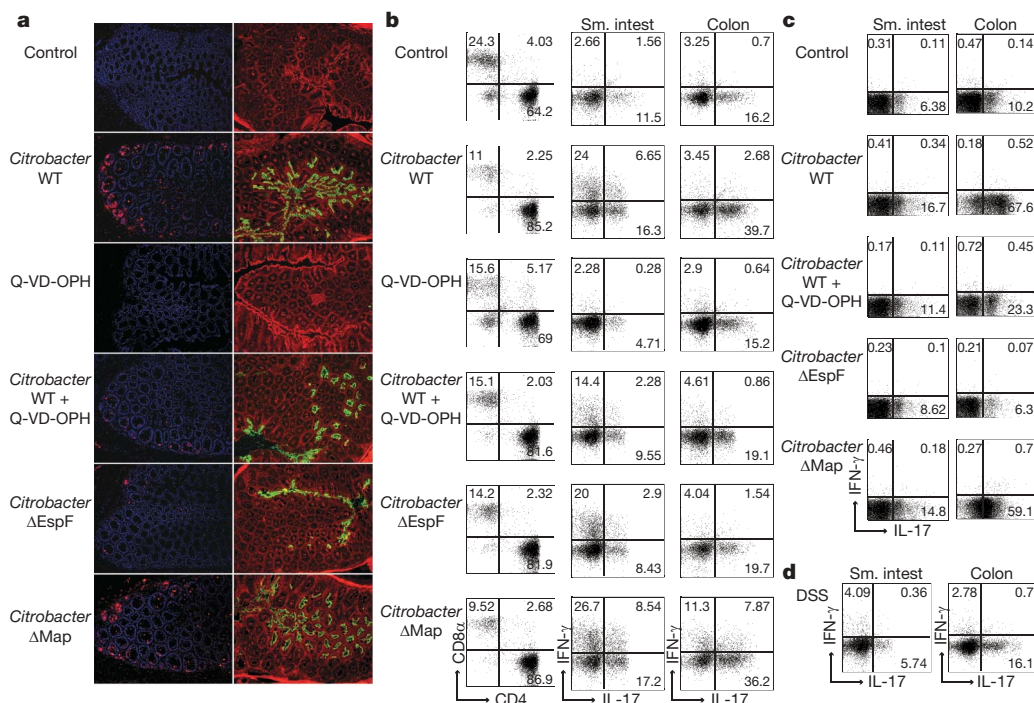 a
Control
Citrobacter
WT
Q-VD-OPH
Citrobacter
WT +
Q-VD-OPH
Citrobacter
ΔEspF
Citrobacter
ΔMap
b
Sm. intest
Colon
Control
24.3 4.03
64.2
2.66 1.56
11.5
3.25 0.7
16.2
Citrobacter
WT
11 2.25
85.2
24 6.65
16.3
3.45 2.68
39.7
Q-VD-OPH
15.6 5.17
69
2.28 0.28
4.71
2.9 0.64
15.2
Citrobacter
WT +
Q-VD-OPH
15.1 2.03
81.6
14.4 2.28
9.55
4.61 0.86
19.1
Citrobacter
ΔEspF
14.2 2.32
81.9
20 2.9
8.43
4.04 1.54
19.7
Citrobacter
ΔMap
9.52 2.68
86.9
26.7 8.54
17.2
11.3 7.87
36.2
CD8α
CD4
IFN-γ
IL-17
IFN-γ
IL-17
c
Sm. intest
Colon
Control
0.31 0.11
6.38
0.47 0.14
10.2
Citrobacter
WT
0.41 0.34
16.7
0.18 0.52
67.6
Citrobacter
WT +
Q-VD-OPH
0.17 0.11
11.4
0.72 0.45
23.3
Citrobacter
ΔEspF
0.23 0.1
8.62
0.21 0.07
6.3
Citrobacter
ΔMap
0.46 0.18
14.8
0.27 0.7
59.1
IFN-γ
IL-17
d
Sm. intest
Colon
DSS
4.09 0.36
5.74
2.78 0.7
16.1
IFN-γ
IL-17
IFN-γ
IL-17